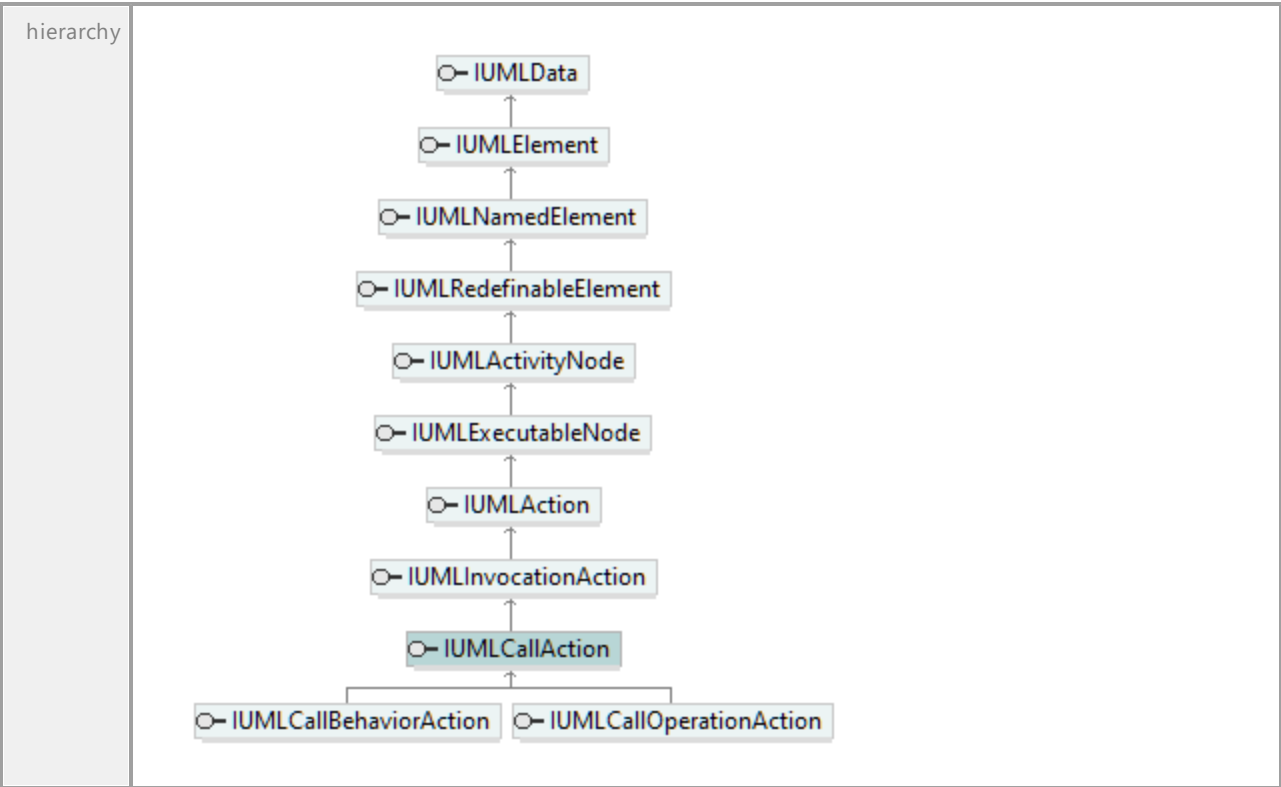 hierarchy
IUMLData
IUMLElement
IUMLNamedElement
IUMLRedefinableElement
IUMLActivityNode
IUMLExecutableNode
IUMLAction
IUMLInvocationAction
IUMLCallAction
IUMLCallBehaviorAction IUMLCallOperationAction